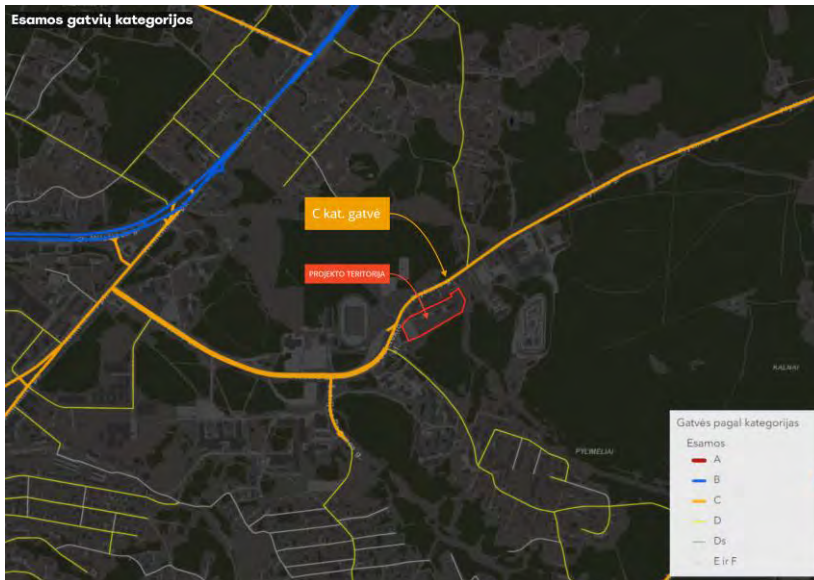 Esamos gatvių kategorijos
C kat. gatvė
PROJEKTO TERITORIJA
KALNAI
PYLIMĖLIAI
Gatvės pagal kategorijas
Esamos
A
B
C
D
Ds
E ir F